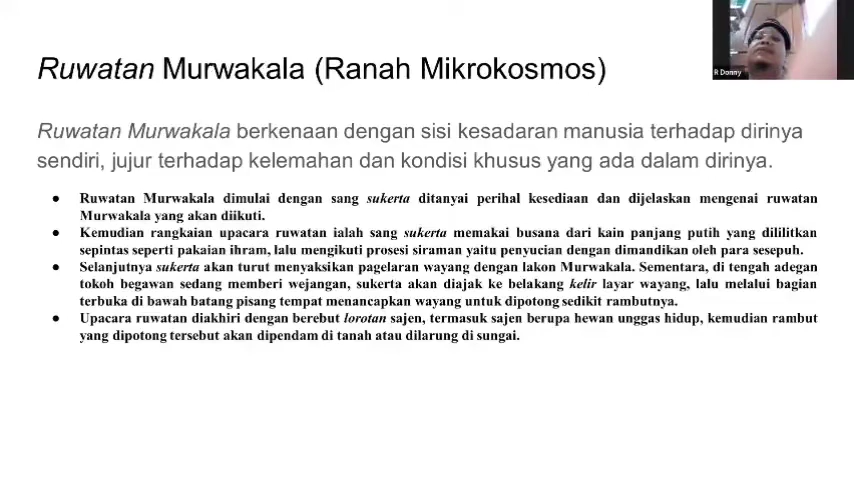 Ruwatan Murwakala (Ranah Mikrokosmos)
R Donny
Ruwatan Murwakala berkenaan dengan sisi kesadaran manusia terhadap dirinya
sendiri, jujur terhadap kelemahan dan kondisi khusus yang ada dalam dirinya.
● Ruwatan Murwakala dimulai dengan sang sukerta ditanyai perihal kesediaan dan dijelaskan mengenai ruwatan
Murwakala yang akan diikuti.
● Kemudian rangkaian upacara ruwatan ialah sang sukerta memakai busana dari kain panjang putih yang dililitkan
sepintas seperti pakaian ihram, lalu mengikuti prosesi siraman yaitu penyucian dengan dimandikan oleh para sesepuh.
● Selanjutnya sukerta akan turut menyaksikan pagelaran wayang dengan lakon Murwakala. Sementara, di tengah adegan
tokoh begawan sedang memberi wejangan, sukerta akan diajak ke belakang kelir layar wayang, lalu melalui bagian
terbuka di bawah batang pisang tempat menancapkan wayang untuk dipotong sedikit rambutnya.
● Upacara ruwatan diakhiri dengan berebut lorotan sajen, termasuk sajen berupa hewan unggas hidup, kemudian rambut
yang dipotong tersebut akan dipendam di tanah atau dilarung di sungai.